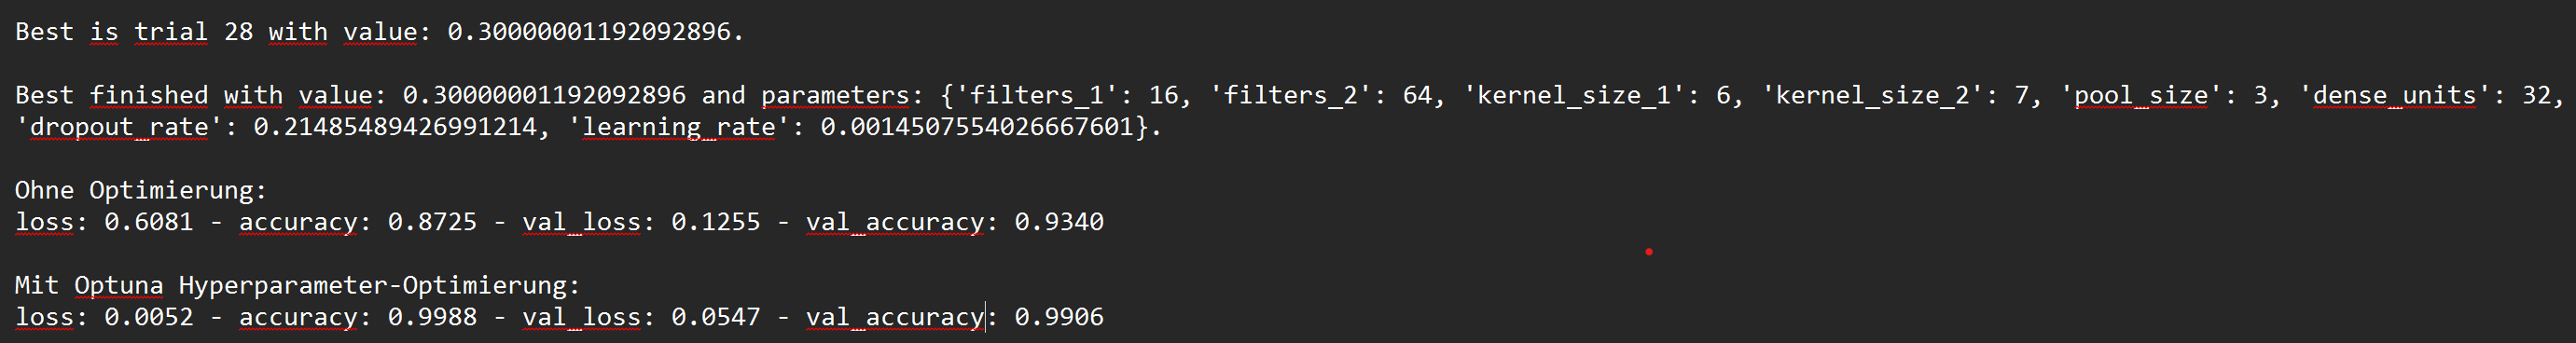 Best is trial 28 with value: 0.30000001192092896.
Best finished with value: 0.30000001192092896 and parameters: {'filters_1': 16, 'filters_2': 64, 'kernel_size_1': 6, 'kernel_size_2': 7, 'pool_size': 3, 'dense_units': 32,
'dropout_rate': 0.21485489426991214, 'learning_rate': 0.0014507554026667601}.
Ohne Optimierung:
loss: 0.6081 - accuracy: 0.8725 - val_loss: 0.1255 - val_accuracy: 0.9340
Mit Optuna Hyperparameter-Optimierung:
loss: 0.0052 - accuracy: 0.9988 - val_loss: 0.0547 - val_accuracy: 0.9906